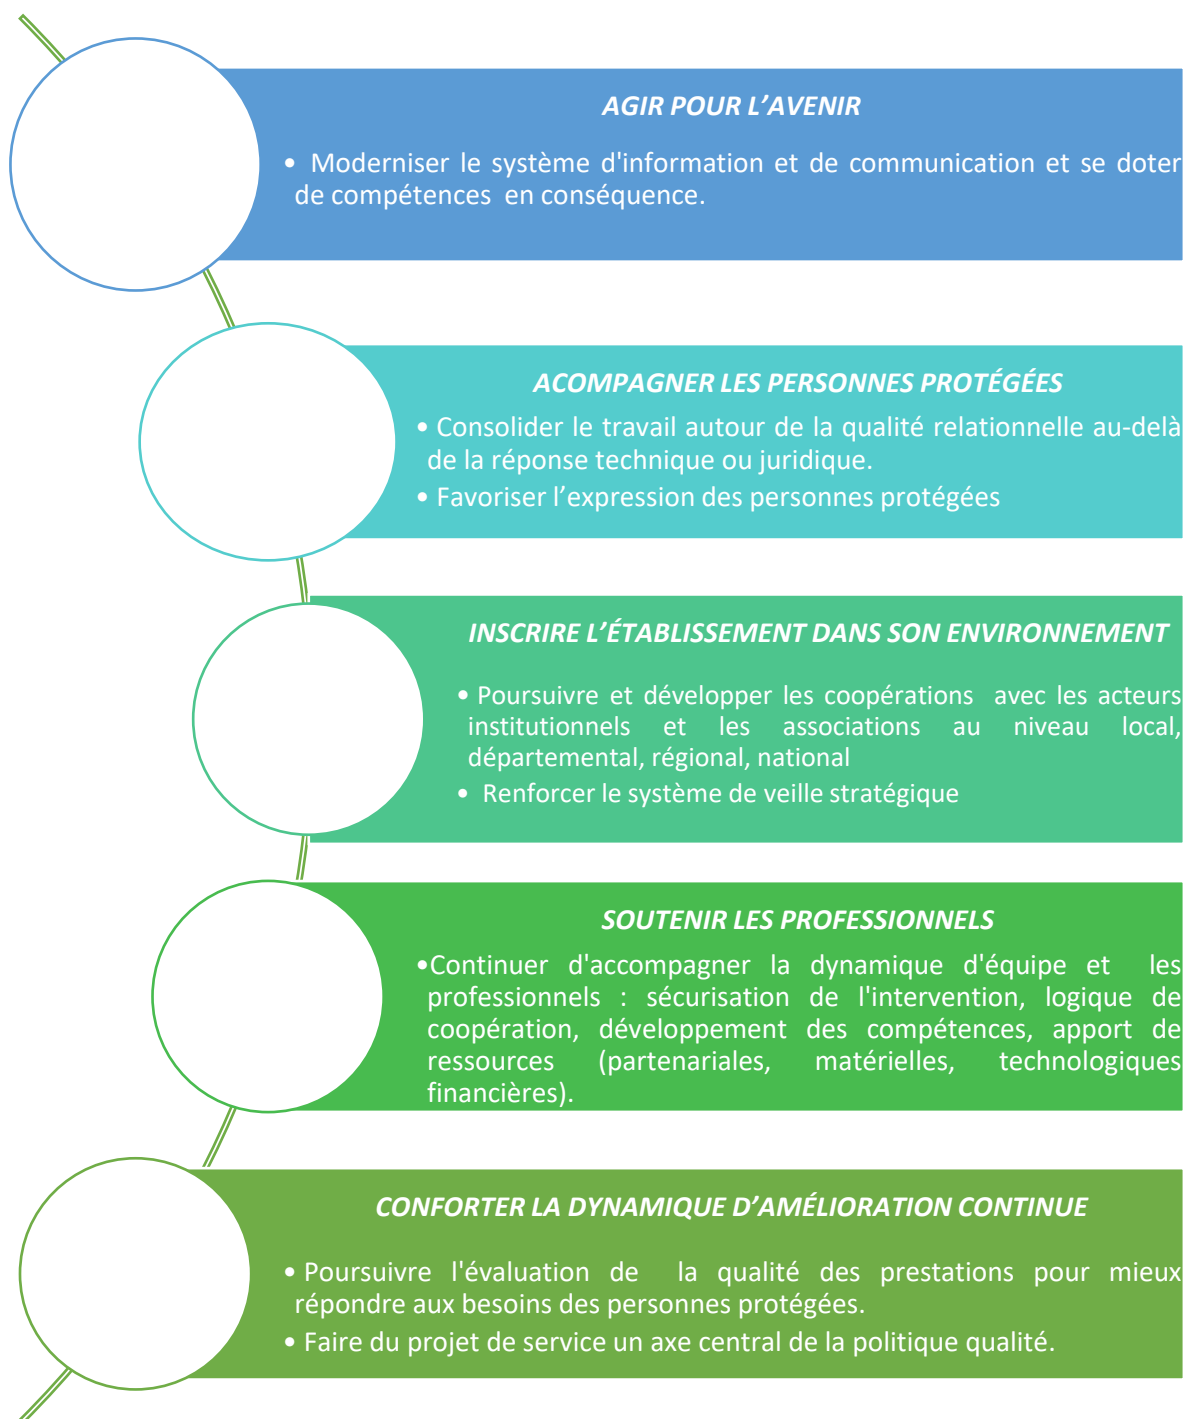 AGIR POUR L’AVENIR
• Moderniser le système d'information et de communication et se doter
de compétences en conséquence.
ACOMPAGNER LES PERSONNES PROTÉGÉES
• Consolider le travail autour de la qualité relationnelle au-delà
de la réponse technique ou juridique.
• Favoriser l’expression des personnes protégées
INSCRIRE L’ÉTABLISSEMENT DANS SON ENVIRONNEMENT
• Poursuivre et développer les coopérations avec les acteurs
institutionnels et les associations au niveau local,
départemental, régional, national
• Renforcer le système de veille stratégique
SOUTENIR LES PROFESSIONNELS
•Continuer d'accompagner la dynamique d'équipe et les
professionnels : sécurisation de l'intervention, logique de
coopération, développement des compétences, apport de
ressources (partenariales, matérielles, technologiques
financières).
CONFORTER LA DYNAMIQUE D’AMÉLIORATION CONTINUE
• Poursuivre l'évaluation de la qualité des prestations pour mieux
répondre aux besoins des personnes protégées.
• Faire du projet de service un axe central de la politique qualité.